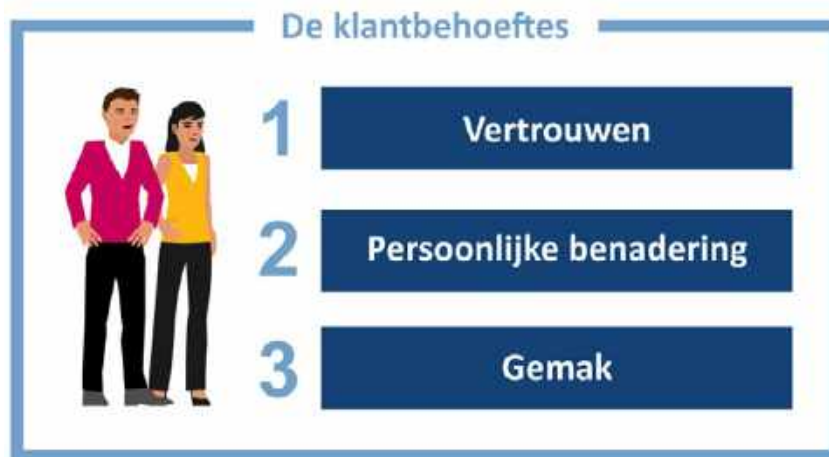 De klantbehoeftes
1 Vertrouwen
2 Persoonlijke benadering
3 Gemak